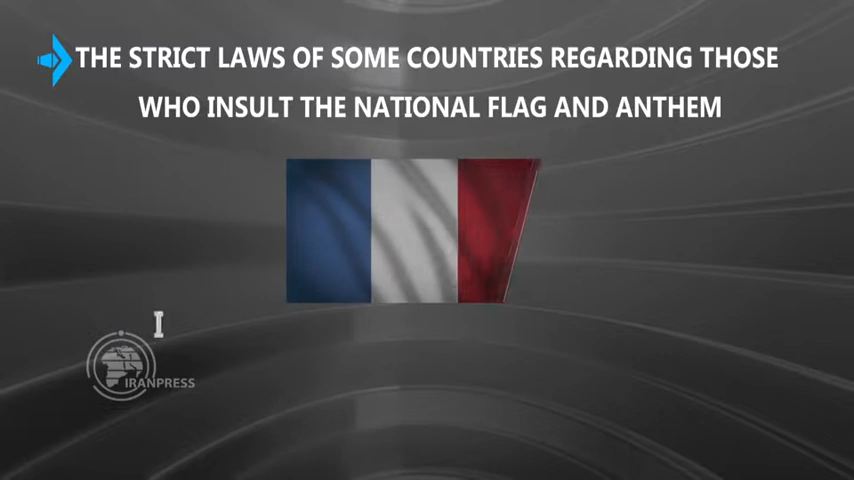 THE STRICT LAWS OF SOME COUNTRIES REGARDING THOSE
WHO INSULT THE NATIONAL FLAG AND ANTHEM
I
IRANPRESS